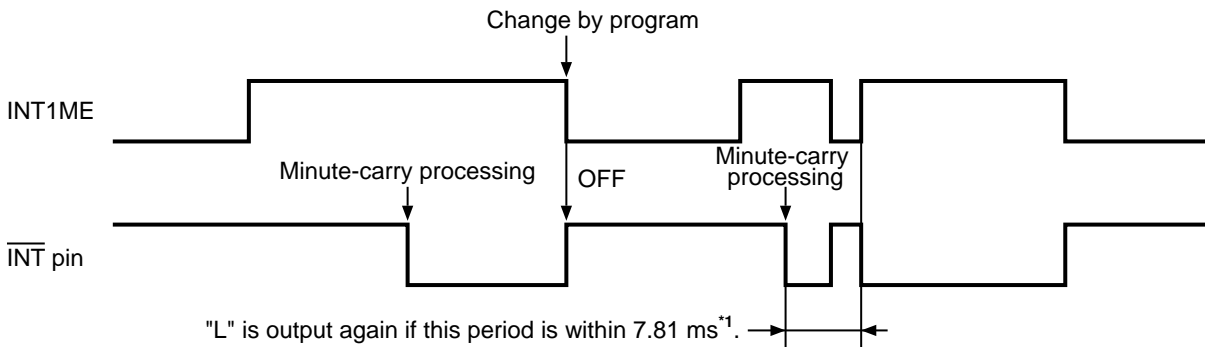 Change by program
INT1ME
Minute-carry processing
OFF
Minute-carry
processing
INT pin
"L" is output again if this period is within 7.81 ms*1.